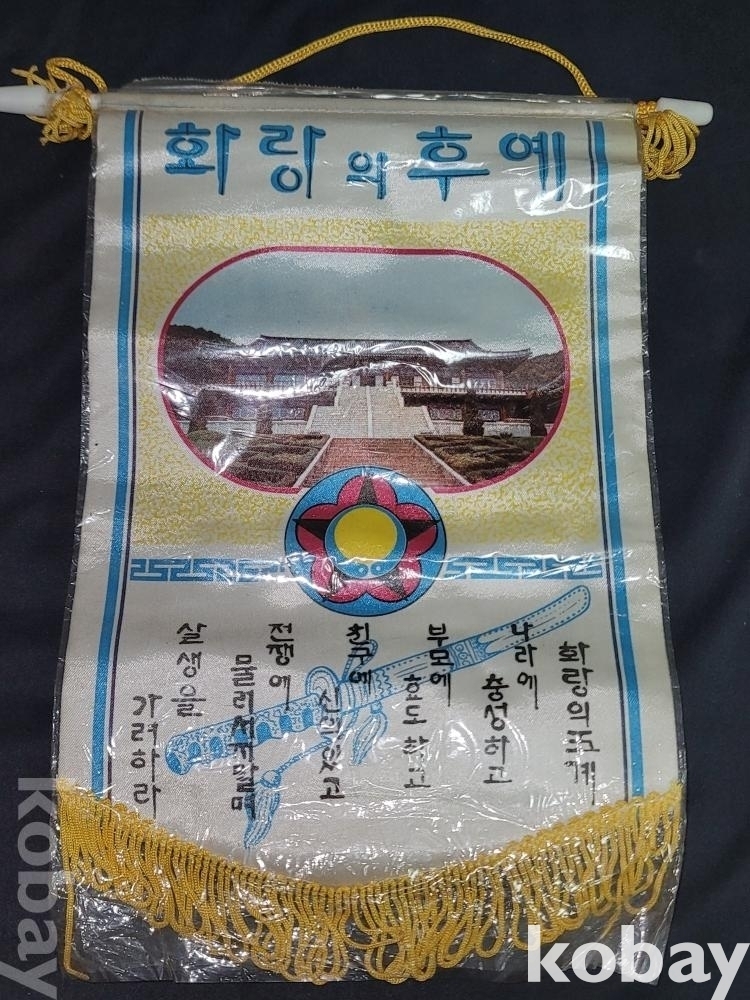 화랑의 후예
화랑의 五계
나라에
충성하고
부모에
효도하고
친구에
신의있고
전쟁에
물러서지말며
살생을
가려하라
kobay
kobay